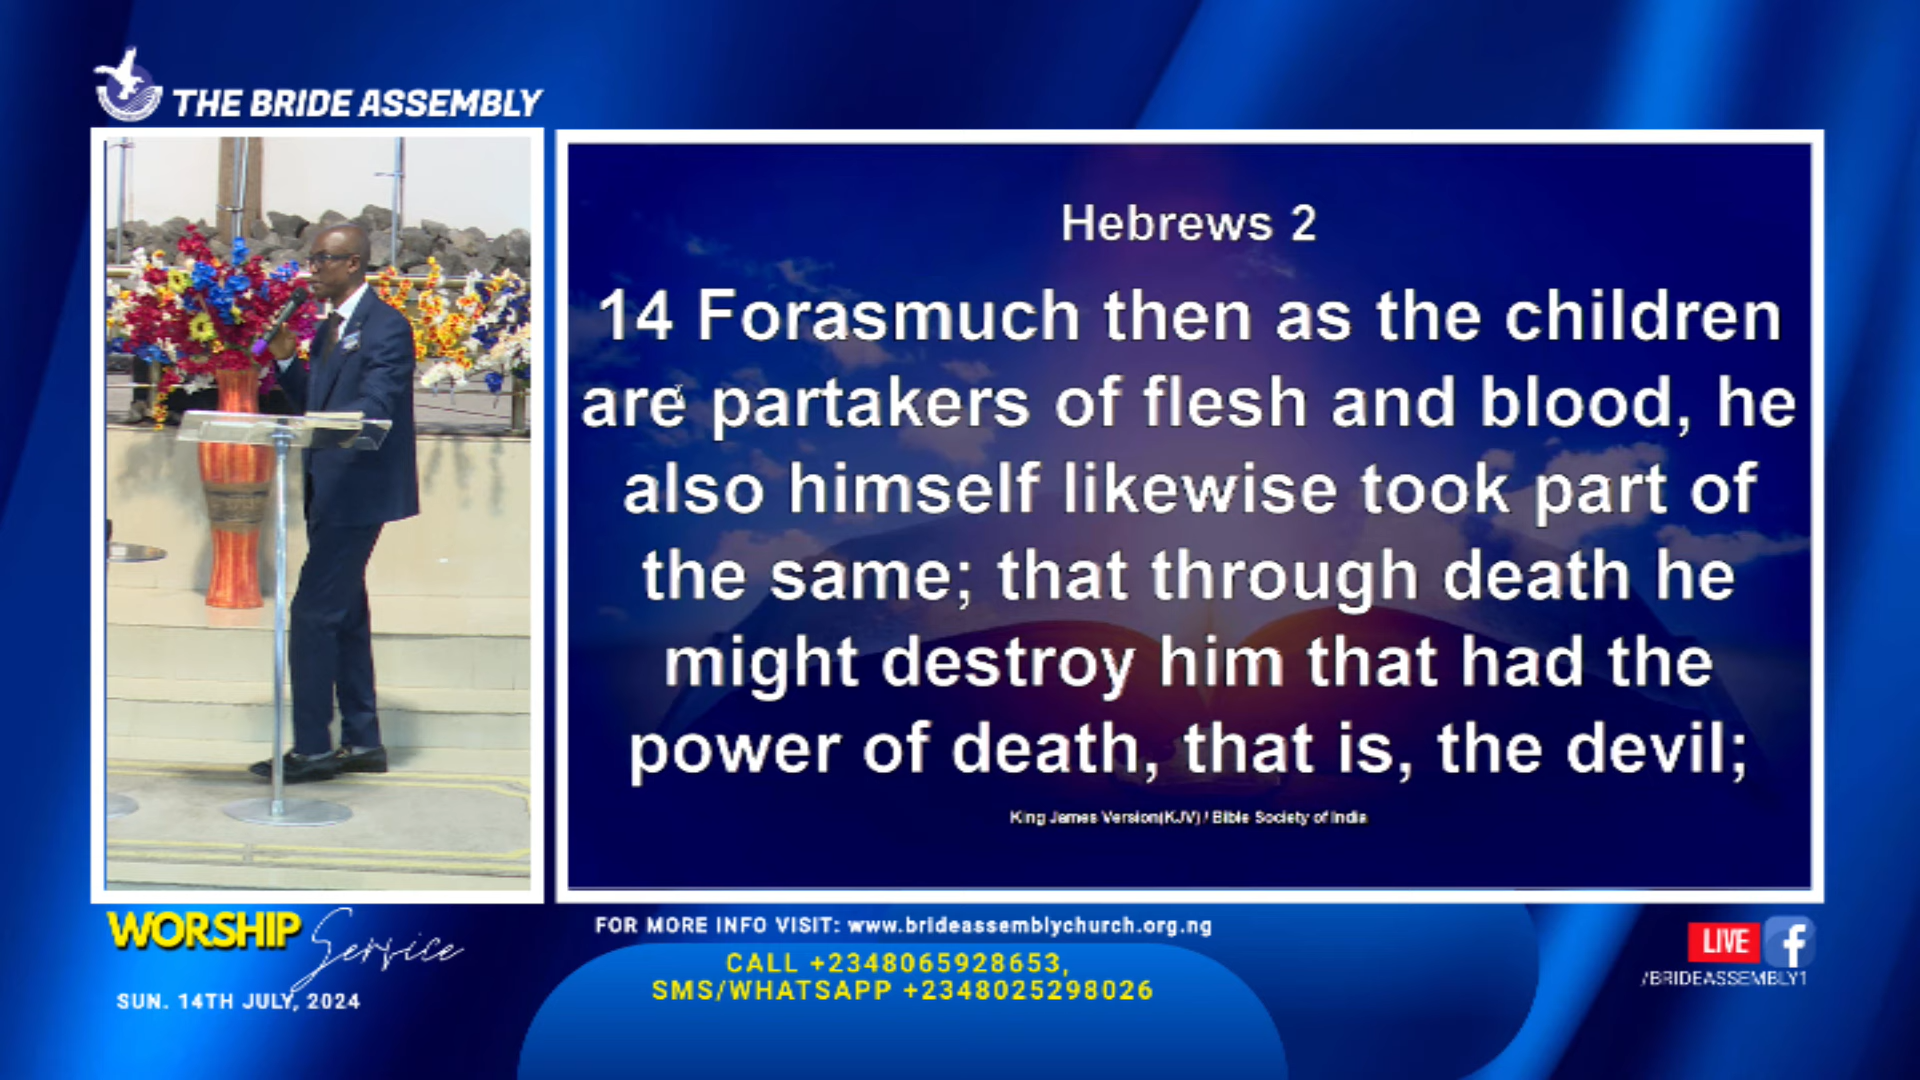 THE BRIDE ASSEMBLY
Hebrews 2
14 Forasmuch then as the children
are partakers of flesh and blood, he
also himself likewise took part of
the same; that through death he
might destroy him that had the
power of death, that is, the devil;
King James Version(KJV) / Bible Society of India
WORSHIP Service
SUN. 14TH JULY, 2024
FOR MORE INFO VISIT: www.brideassemblychurch.org.ng
CALL +2348065928653,
SMS/WHATSAPP +2348025298026
LIVE f
/BRIDEASSEMBLY1